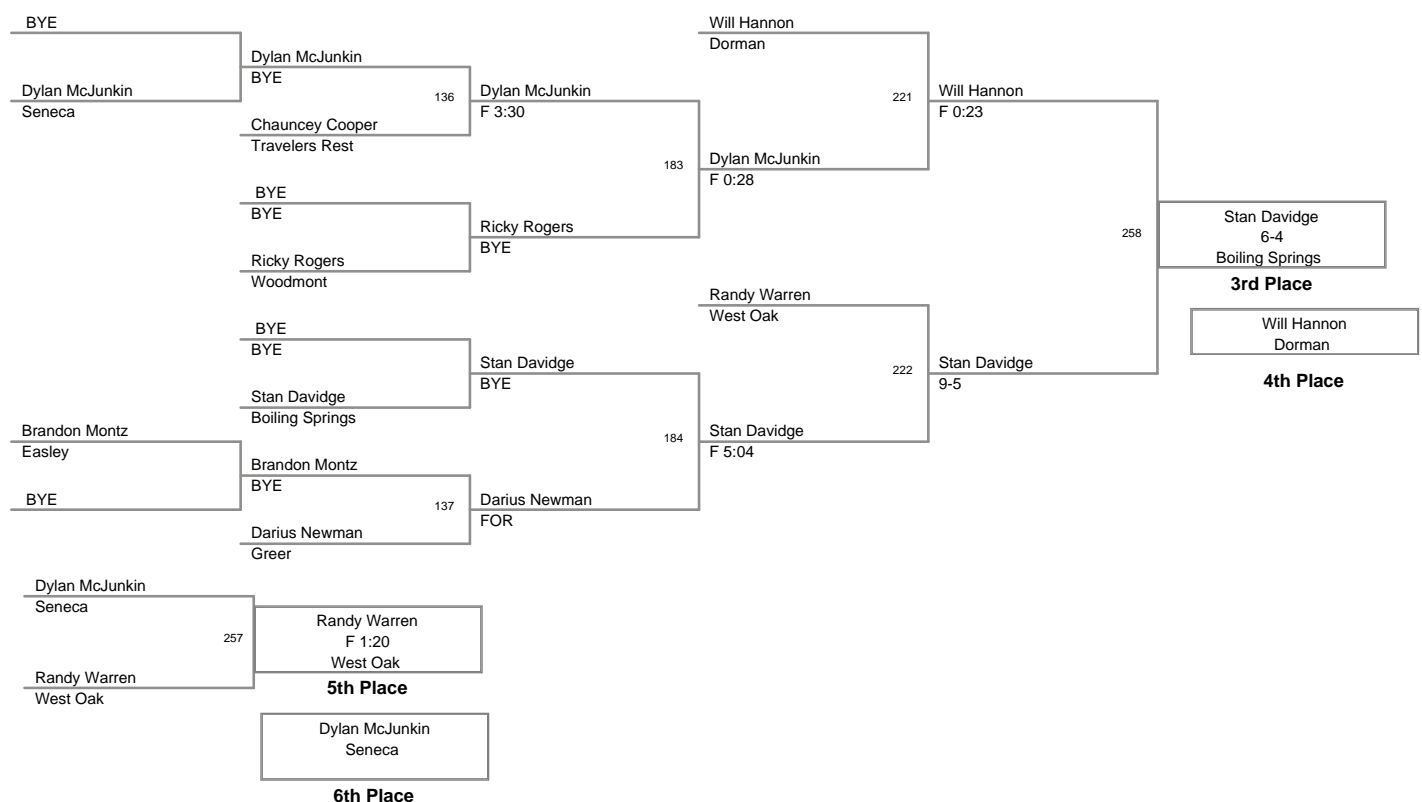 BYE
Dylan McJunkin
Seneca
Dylan McJunkin
BYE
Chauncey Cooper
Travelers Rest
136
Dylan McJunkin
F 3:30
BYE
BYE
Ricky Rogers
Woodmont
Ricky Rogers
BYE
183
Will Hannon
Dorman
Dylan McJunkin
F 0:28
221
Will Hannon
F 0:23
BYE
BYE
Stan Davidge
Boiling Springs
Stan Davidge
BYE
Brandon Montz
Easley
BYE
Brandon Montz
BYE
Darius Newman
Greer
137
Darius Newman
FOR
184
Randy Warren
West Oak
Stan Davidge
F 5:04
222
Stan Davidge
9-5
258
Stan Davidge
6-4
Boiling Springs
3rd Place
Will Hannon
Dorman
4th Place
Dylan McJunkin
Seneca
Randy Warren
West Oak
257
Randy Warren
F 1:20
West Oak
5th Place
Dylan McJunkin
Seneca
6th Place